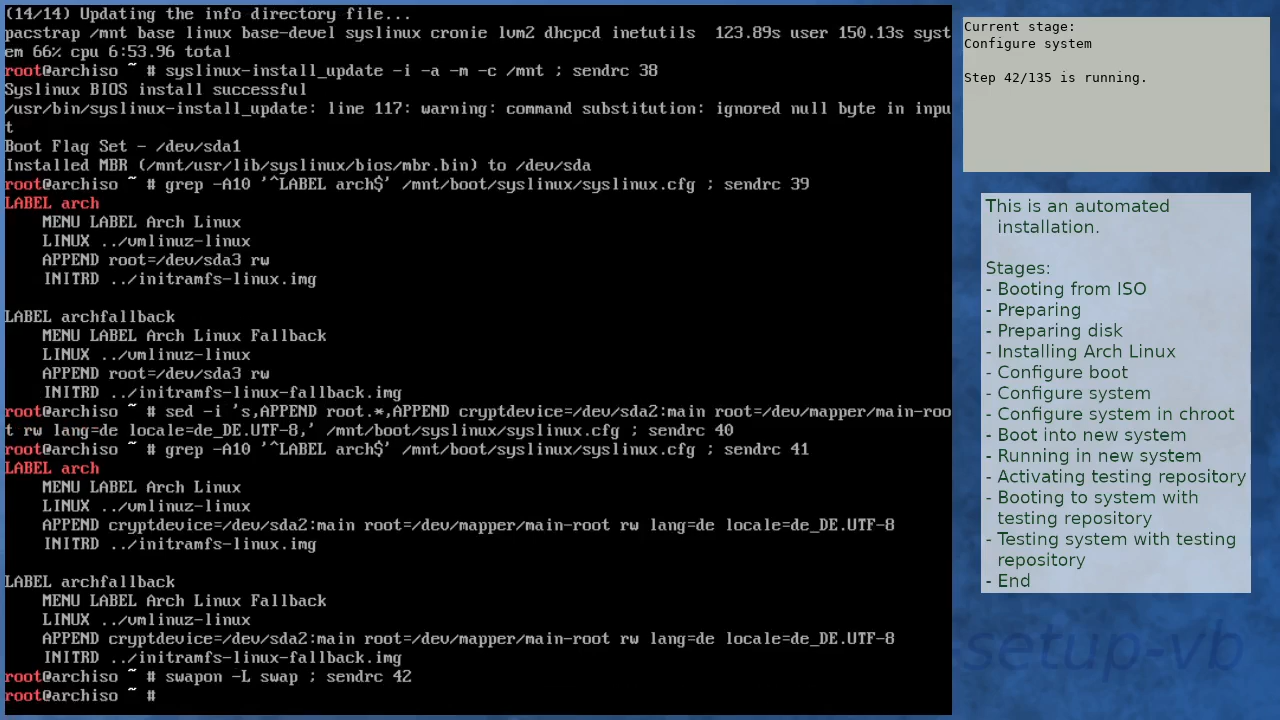 (14/14) Updating the info directory file...
pacstrap /mnt base linux base-devel syslinux cronie lvm2 dhcpcd inetutils  123.89s user 150.13s syst
em 66% cpu 6:53.96 total
root@archiso ~ # syslinux-install_update -i -a -m -c /mnt ; sendrc 38
Syslinux BIOS install successful
/usr/bin/syslinux-install_update: line 117: warning: command substitution: ignored null byte in inpu
t
Boot Flag Set - /dev/sda1
Installed MBR (/mnt/usr/lib/syslinux/bios/mbr.bin) to /dev/sda
root@archiso ~ # grep -A10 '^LABEL arch$' /mnt/boot/syslinux/syslinux.cfg ; sendrc 39
LABEL arch
    MENU LABEL Arch Linux
    LINUX ../vmlinuz-linux
    APPEND root=/dev/sda3 rw
    INITRD ../initramfs-linux.img

LABEL archfallback
    MENU LABEL Arch Linux Fallback
    LINUX ../vmlinuz-linux
    APPEND root=/dev/sda3 rw
    INITRD ../initramfs-linux-fallback.img
root@archiso ~ # sed -i 's,APPEND root.*,APPEND cryptdevice=/dev/sda2:main root=/dev/mapper/main-roo
t rw lang=de locale=de_DE.UTF-8,' /mnt/boot/syslinux/syslinux.cfg ; sendrc 40
root@archiso ~ # grep -A10 '^LABEL arch$' /mnt/boot/syslinux/syslinux.cfg ; sendrc 41
LABEL arch
    MENU LABEL Arch Linux
    LINUX ../vmlinuz-linux
    APPEND cryptdevice=/dev/sda2:main root=/dev/mapper/main-root rw lang=de locale=de_DE.UTF-8
    INITRD ../initramfs-linux.img

LABEL archfallback
    MENU LABEL Arch Linux Fallback
    LINUX ../vmlinuz-linux
    APPEND cryptdevice=/dev/sda2:main root=/dev/mapper/main-root rw lang=de locale=de_DE.UTF-8
    INITRD ../initramfs-linux-fallback.img
root@archiso ~ # swapon -L swap ; sendrc 42
root@archiso ~ #
Current stage:
Configure system

Step 42/135 is running.
This is an automated
installation.

Stages:
- Booting from ISO
- Preparing
- Preparing disk
- Installing Arch Linux
- Configure boot
- Configure system
- Configure system in chroot
- Boot into new system
- Running in new system
- Activating testing repository
- Booting to system with
testing repository
- Testing system with testing
repository
- End
setup-vb